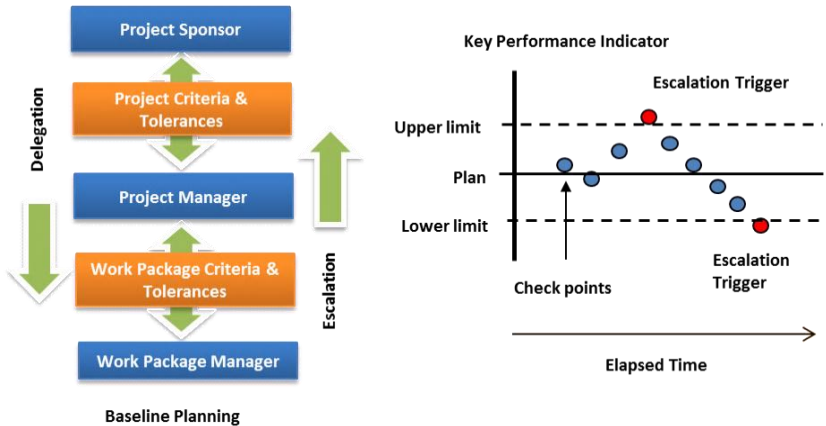 Project Sponsor
Project Criteria &
Tolerances
Delegation
Project Manager
Work Package Criteria &
Tolerances
Escalation
Work Package Manager
Baseline Planning
Key Performance Indicator
Escalation Trigger
Upper limit
Plan
Lower limit
Escalation
Trigger
Check points
Elapsed Time